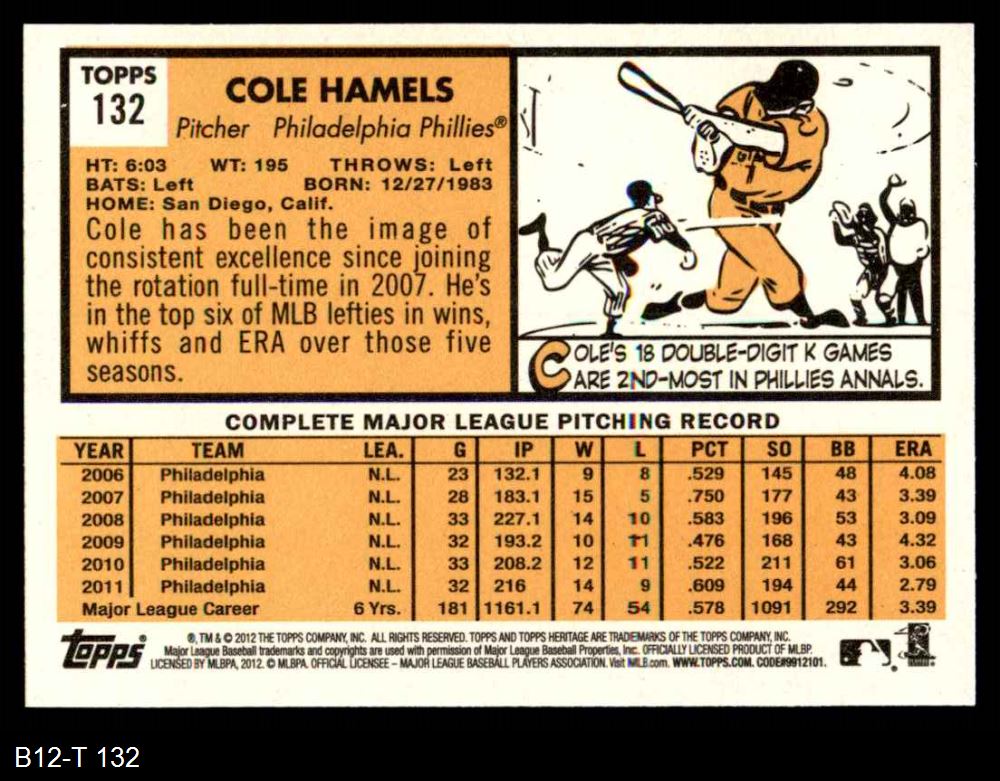 TOPPS
132
COLE HAMELS
Pitcher Philadelphia Phillies®
HT: 6:03 WT: 195 THROWS: Left
BATS: Left BORN: 12/27/1983
HOME: San Diego, Calif.
Cole has been the image of
consistent excellence since joining
the rotation full-time in 2007. He's
in the top six of MLB lefties in wins,
whiffs and ERA over those five
seasons.
COLE'S 18 DOUBLE-DIGIT K GAMES
ARE 2ND-MOST IN PHILLIES ANNALS.
COMPLETE MAJOR LEAGUE PITCHING RECORD
YEAR TEAM LEA. G IP W L PCT SO BB ERA
2006 Philadelphia N.L. 23 132.1 9 8 .529 145 48 4.08
2007 Philadelphia N.L. 28 183.1 15 5 .750 177 43 3.39
2008 Philadelphia N.L. 33 227.1 14 10 .583 196 53 3.09
2009 Philadelphia N.L. 32 193.2 10 11 .476 168 43 4.32
2010 Philadelphia N.L. 33 208.2 12 11 .522 211 61 3.06
2011 Philadelphia N.L. 32 216 14 9 .609 194 44 2.79
Major League Career 6 Yrs. 181 1161.1 74 54 .578 1091 292 3.39
Topps®
®, TM & © 2012 THE TOPPS COMPANY, INC. ALL RIGHTS RESERVED. TOPPS AND TOPPS HERITAGE ARE TRADEMARKS OF THE TOPPS COMPANY, INC.
Major League Baseball trademarks and copyrights are used with permission of Major League Baseball Properties, Inc. OFFICIALLY LICENSED PRODUCT OF MLBP.
LICENSED BY MLBPA, 2012. © MLBPA. OFFICIAL LICENSEE – MAJOR LEAGUE BASEBALL PLAYERS ASSOCIATION. Visit MLB.com. WWW.TOPPS.COM. CODE#9912101.
B12-T 132